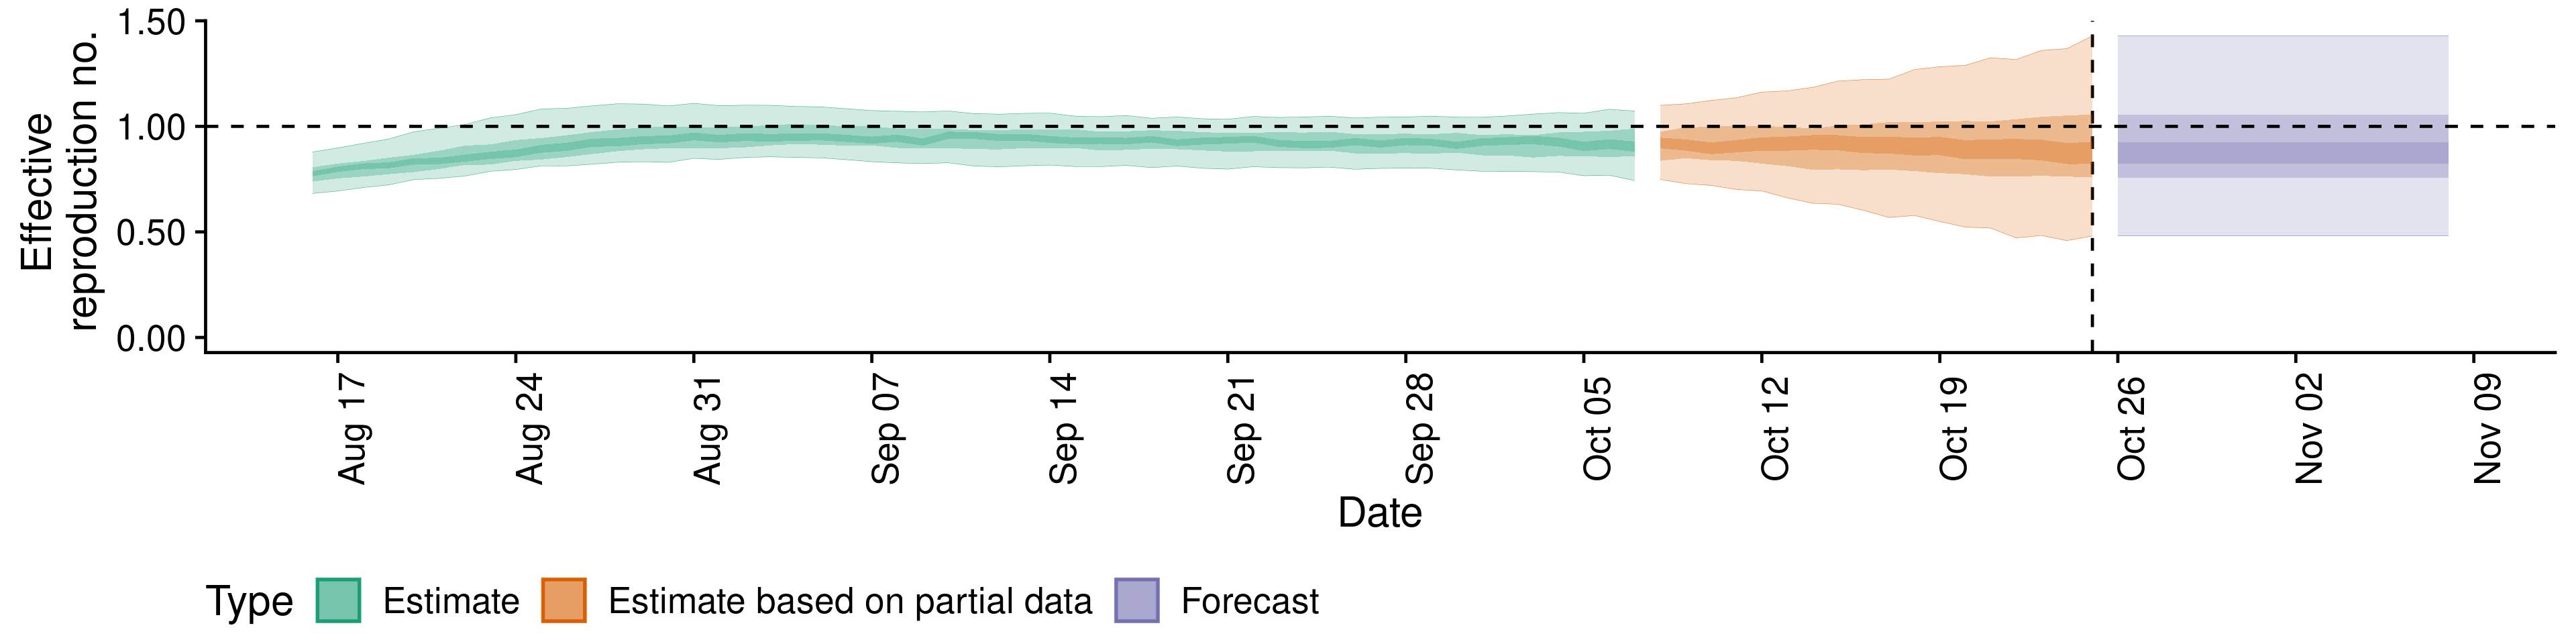 Effective
reproduction no.
1.50
1.00
0.50
0.00
Aug 17
Aug 24
Aug 31
Sep 07
Sep 14
Sep 21
Sep 28
Oct 05
Oct 12
Oct 19
Oct 26
Nov 02
Nov 09
Date
Type Estimate Estimate based on partial data Forecast